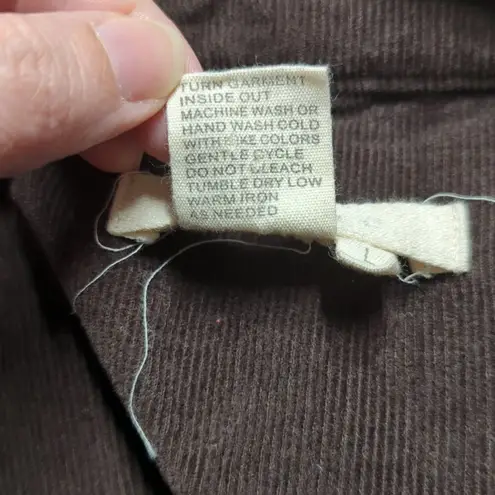 TURN GARMENT
INSIDE OUT
MACHINE WASH OR
HAND WASH COLD
WITH LIKE COLORS
GENTLE CYCLE
DO NOT BLEACH
TUMBLE DRY LOW
WARM IRON
AS NEEDED
L